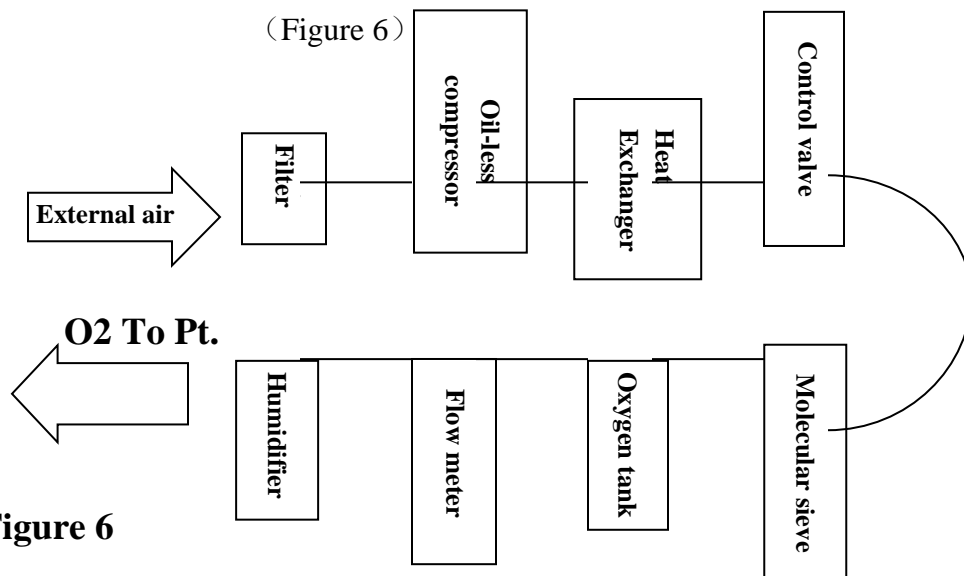 （Figure 6）
External air
Filter
Oil-less
compressor
Heat
Exchanger
Control valve
O2 To Pt.
Humidifier
Flow meter
Oxygen tank
Molecular sieve
igure 6